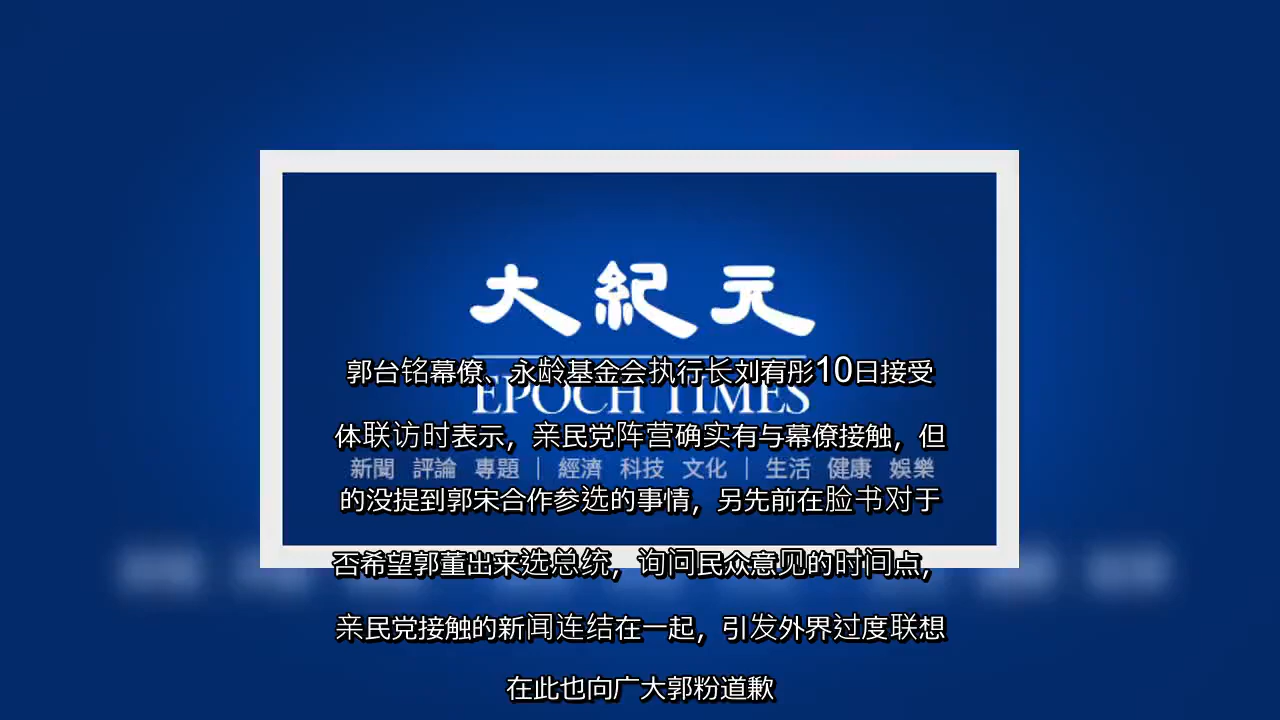 大紀元
郭台铭幕僚、永龄基金会执行长刘宥彤10日接受
EPOCH TIMES
体联访时表示，亲民党阵营确实有与幕僚接触，但
新聞 評論 專題 | 經濟 科技 文化 | 生活 健康 娛樂
的没提到郭宋合作参选的事情，另先前在脸书对于
否希望郭董出来选总统，询问民众意见的时间点，
亲民党接触的新闻连结在一起，引发外界过度联想
在此也向广大郭粉道歉